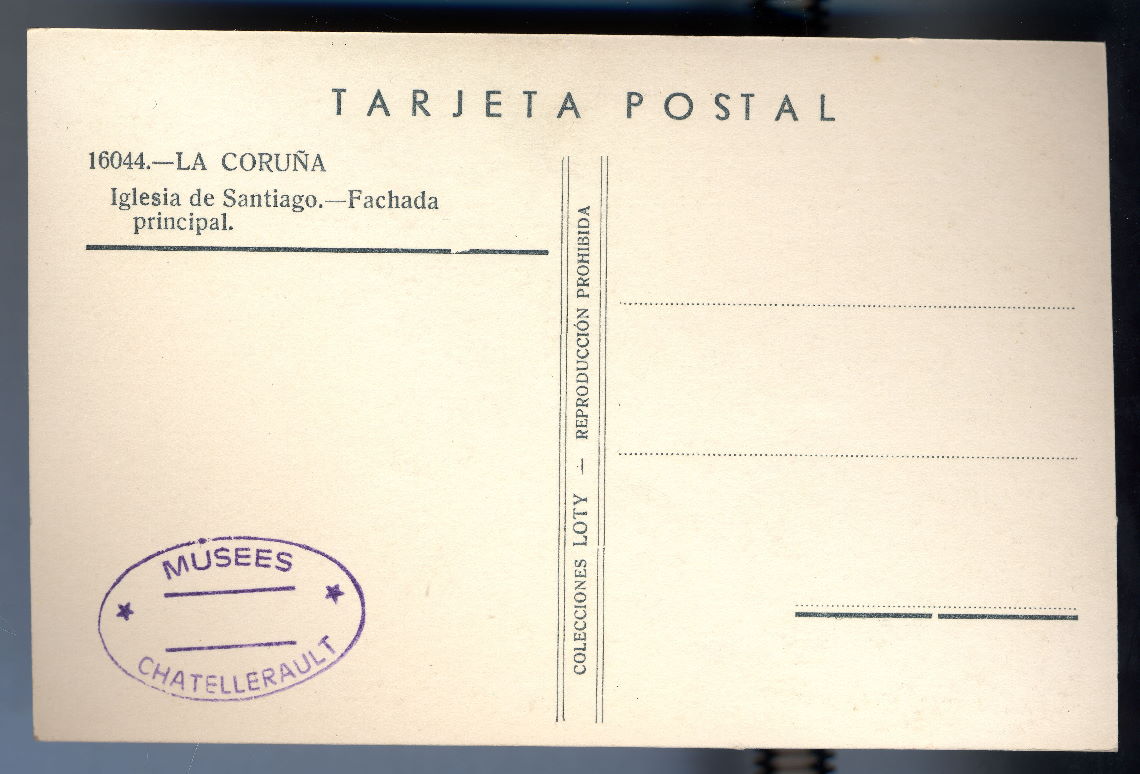 TARJETA POSTAL
16044.—LA CORUÑA
Iglesia de Santiago.—Fachada
principal.
COLECCIONES LOTY — REPRODUCCIÓN PROHIBIDA
MUSEES
CHATELLERAULT